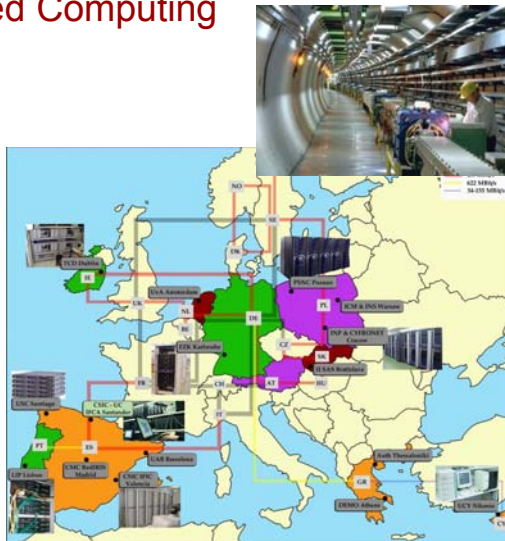 ed Computing
622 MBit/s
34-155 MBit/s
NO
SE
TCD Dublin
DK
PSNC Poznan
IE
UvA Amsterdam
UK
NL
DE
PL
ICM & INS Warsaw
BE
INP & CYFRONET
Cracow
FZK Karlsruhe
CZ
SK
II SAS Bratislava
FR
CH
AT
HU
USC Santiago
CSIC - UC
IFCA Santander
IT
PT
ES
UAB Barcelona
Auth Thessaloniki
CSIC RedIRIS
Madrid
LIP Lisbon
CSIC IFIC
Valencia
GR
DEMO Athens
UCY Nikosia
CY